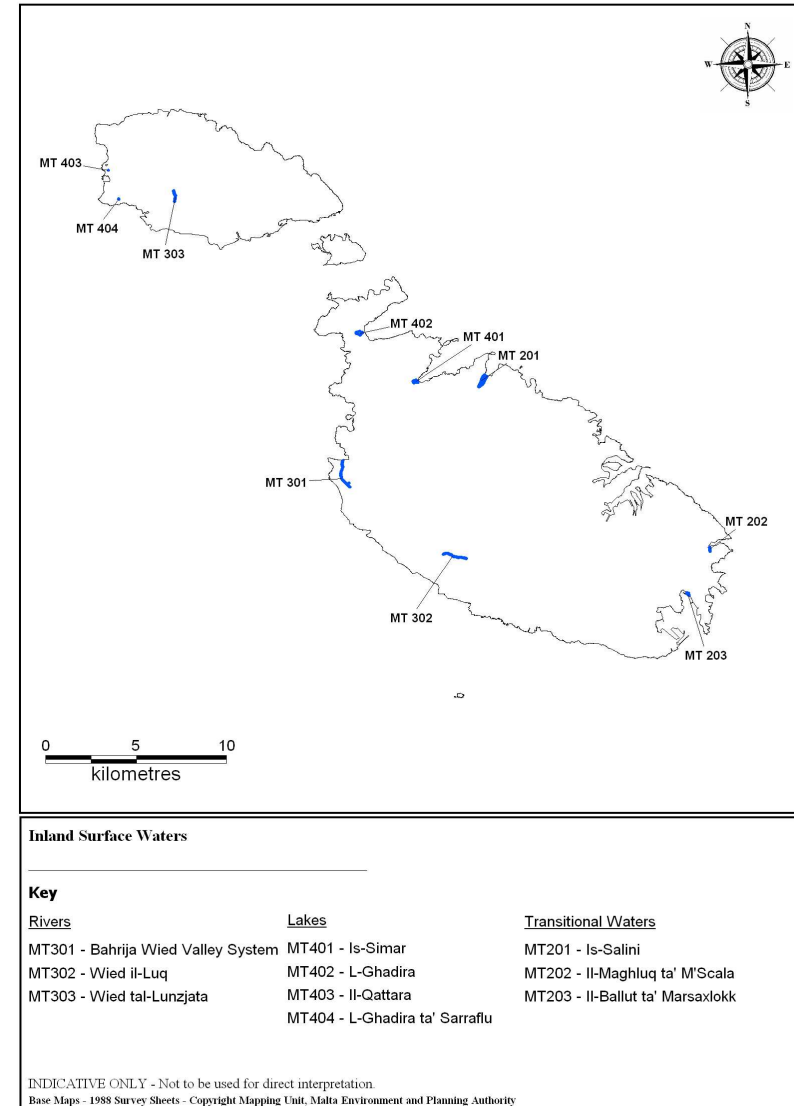 N
W E
S
MT 403
MT 404
MT 303
MT 402
MT 401
MT 201
MT 301
MT 202
MT 302
MT 203
0 5 10
kilometres
Inland Surface Waters
Key
Rivers
MT301 - Bahrija Wied Valley System
MT302 - Wied il-Luq
MT303 - Wied tal-Lunzjata
Lakes
MT401 - Is-Simar
MT402 - L-Ghadira
MT403 - Il-Qattara
MT404 - L-Ghadira ta' Sarraflu
Transitional Waters
MT201 - Is-Salini
MT202 - Il-Maghluq ta' M'Scala
MT203 - Il-Ballut ta' Marsaxlokk
INDICATIVE ONLY - Not to be used for direct interpretation.
Base Maps - 1988 Survey Sheets - Copyright Mapping Unit, Malta Environment and Planning Authority